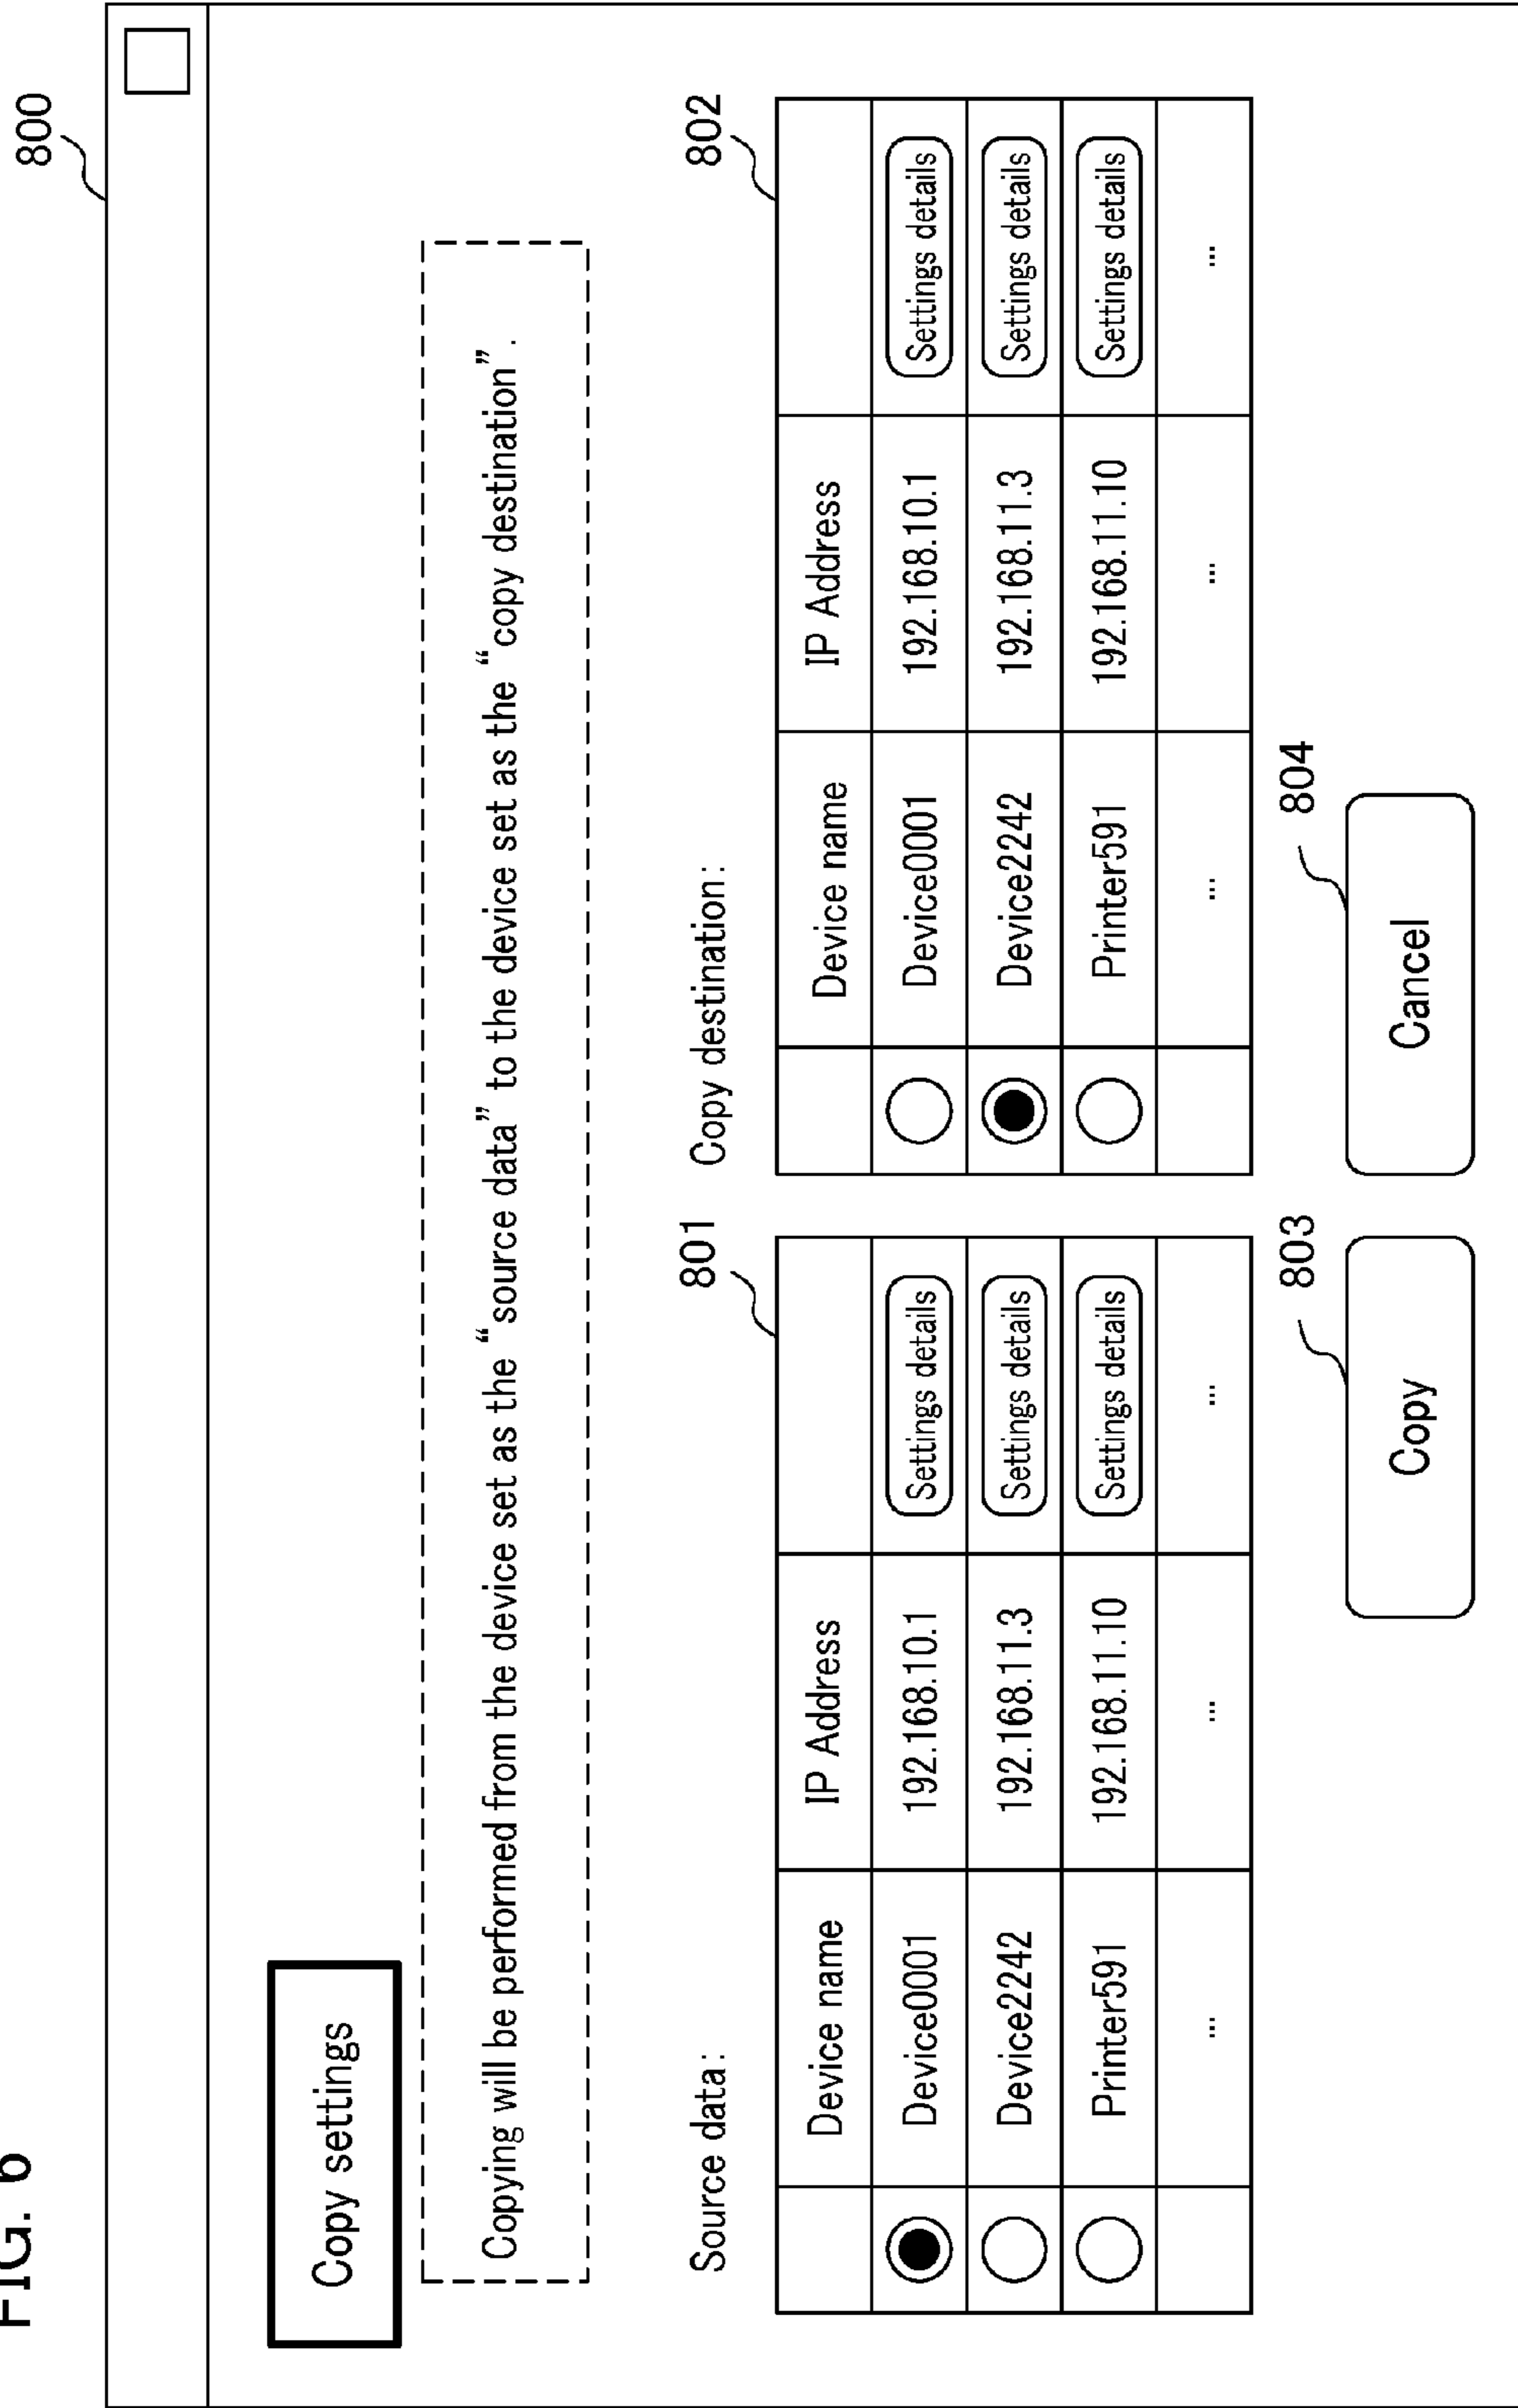 FIG. 6
800
Copy settings
Copying will be performed from the device set as the “source data” to the device set as the “copy destination”.
Source data:
801
Device name IP Address
Device0001 192.168.10.1 Settings details
Device2242 192.168.11.3 Settings details
Printer591 192.168.11.10 Settings details
... ... ...
Copy destination:
802
Device name IP Address
Device0001 192.168.10.1 Settings details
Device2242 192.168.11.3 Settings details
Printer591 192.168.11.10 Settings details
... ... ...
803
Copy
804
Cancel